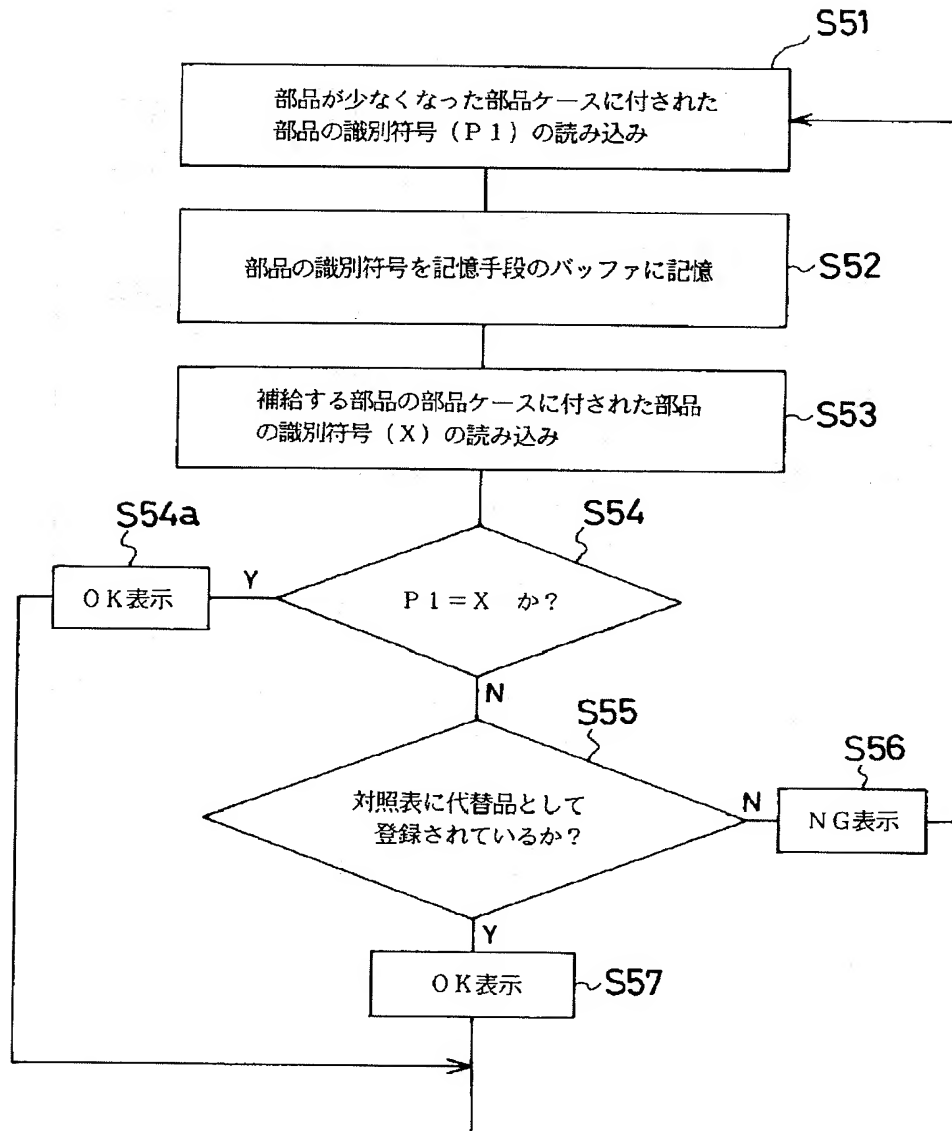 S51
部品が少なくなった部品ケースに付された
部品の識別符号（Ｐ１）の読み込み
部品の識別符号を記憶手段のバッファに記憶
S52
補給する部品の部品ケースに付された部品
の識別符号（Ｘ）の読み込み
S53
S54a
S54
ＯＫ表示
Y
Ｐ１＝Ｘ　か？
N
S55
S56
対照表に代替品として
登録されているか？
N
ＮＧ表示
Y
ＯＫ表示
S57